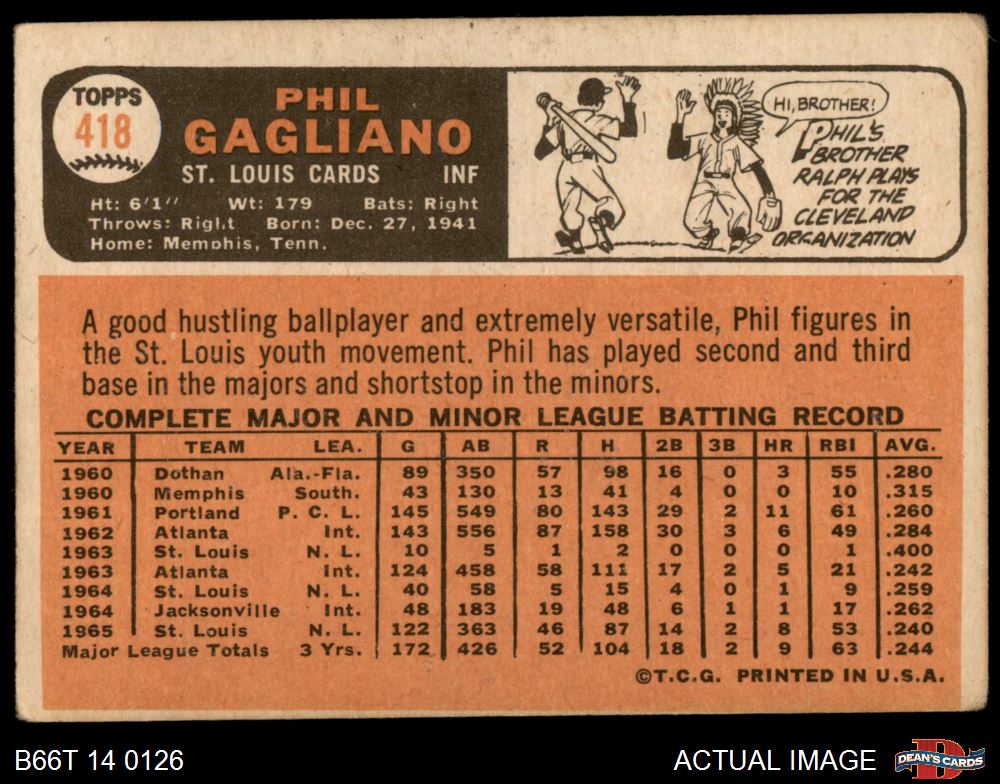 TOPPS
418
PHIL
GAGLIANO
ST. LOUIS CARDS INF
Ht: 6'1" Wt: 179 Bats: Right
Throws: Right Born: Dec. 27, 1941
Home: Memphis, Tenn.
HI, BROTHER!
PHIL'S
BROTHER
RALPH PLAYS
FOR THE
CLEVELAND
ORGANIZATION
A good hustling ballplayer and extremely versatile, Phil figures in
the St. Louis youth movement. Phil has played second and third
base in the majors and shortstop in the minors.
COMPLETE MAJOR AND MINOR LEAGUE BATTING RECORD
YEAR TEAM LEA. G AB R H 2B 3B HR RBI AVG.
1960 Dothan Ala.-Fla. 89 350 57 98 16 0 3 55 .280
1960 Memphis South. 43 130 13 41 4 0 0 10 .315
1961 Portland P. C. L. 145 549 80 143 29 2 11 61 .260
1962 Atlanta Int. 143 556 87 158 30 3 6 49 .284
1963 St. Louis N. L. 10 5 1 2 0 0 0 1 .400
1963 Atlanta Int. 124 458 58 111 17 2 5 21 .242
1964 St. Louis N. L. 40 58 5 15 4 0 1 9 .259
1964 Jacksonville Int. 48 183 19 48 6 1 1 17 .262
1965 St. Louis N. L. 122 363 46 87 14 2 8 53 .240
Major League Totals 3 Yrs. 172 426 52 104 18 2 9 63 .244
©T.C.G. PRINTED IN U.S.A.
B66T 14 0126 ACTUAL IMAGE
D
DEAN'S CARDS